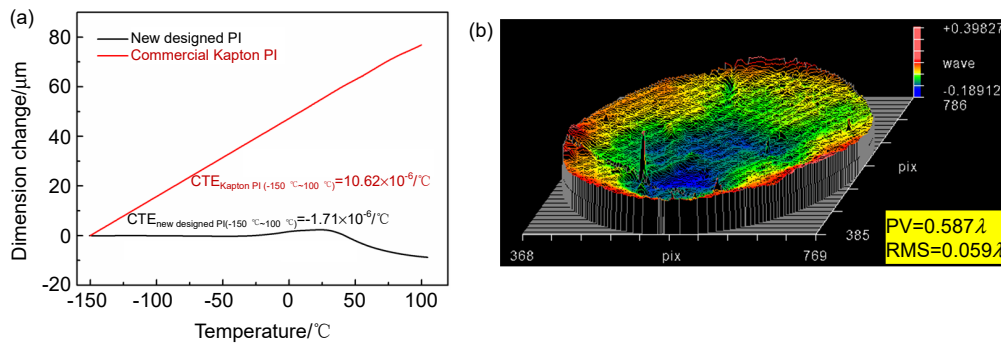 (a)
New designed PI
Commercial Kapton PI
Dimension change/μm
80
60
40
20
0
-20
CTEKapton PI (-150 ℃~100 ℃)=10.62×10-6/℃
CTEnew designed PI(-150 ℃~100 ℃)=-1.71×10-6/℃
-150
-100
-50
0
50
100
Temperature/℃
(b)
+0.39827
wave
-0.18912
786
pix
385
368
pix
769
PV=0.587λ
RMS=0.059λ